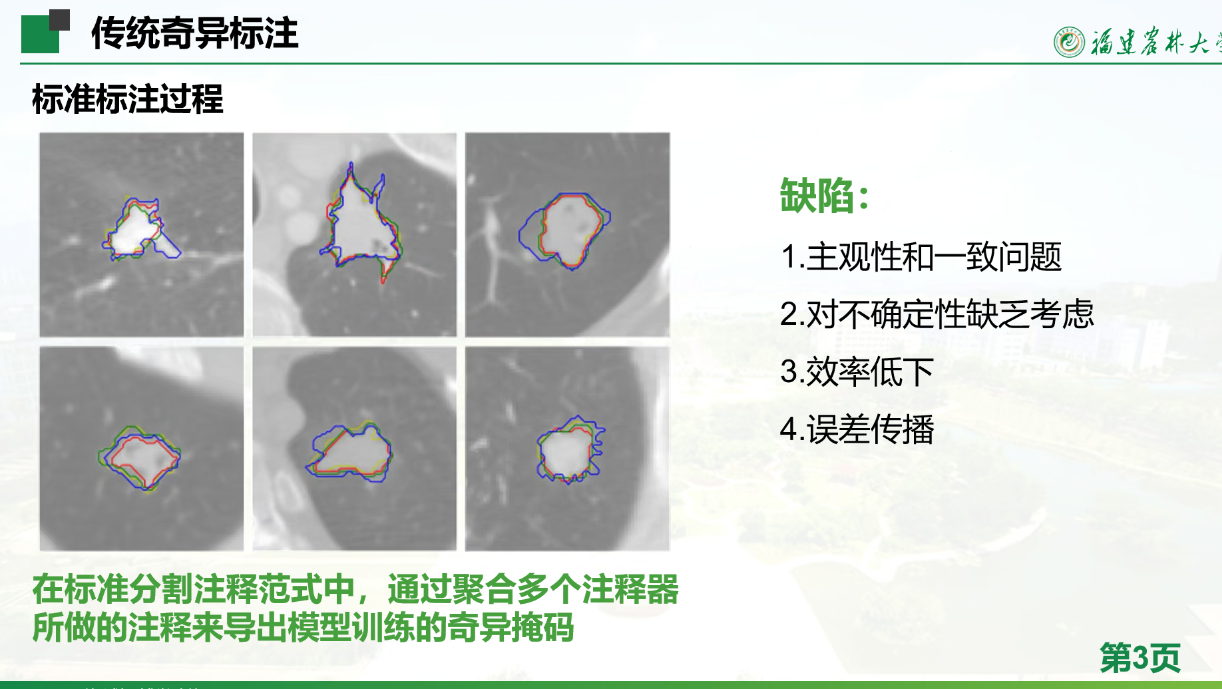 传统奇异标注
福建农林大学
标准标注过程
缺陷：
1.主观性和一致问题
2.对不确定性缺乏考虑
3.效率低下
4.误差传播
在标准分割注释范式中，通过聚合多个注释器
所做的注释来导出模型训练的奇异掩码
第3页